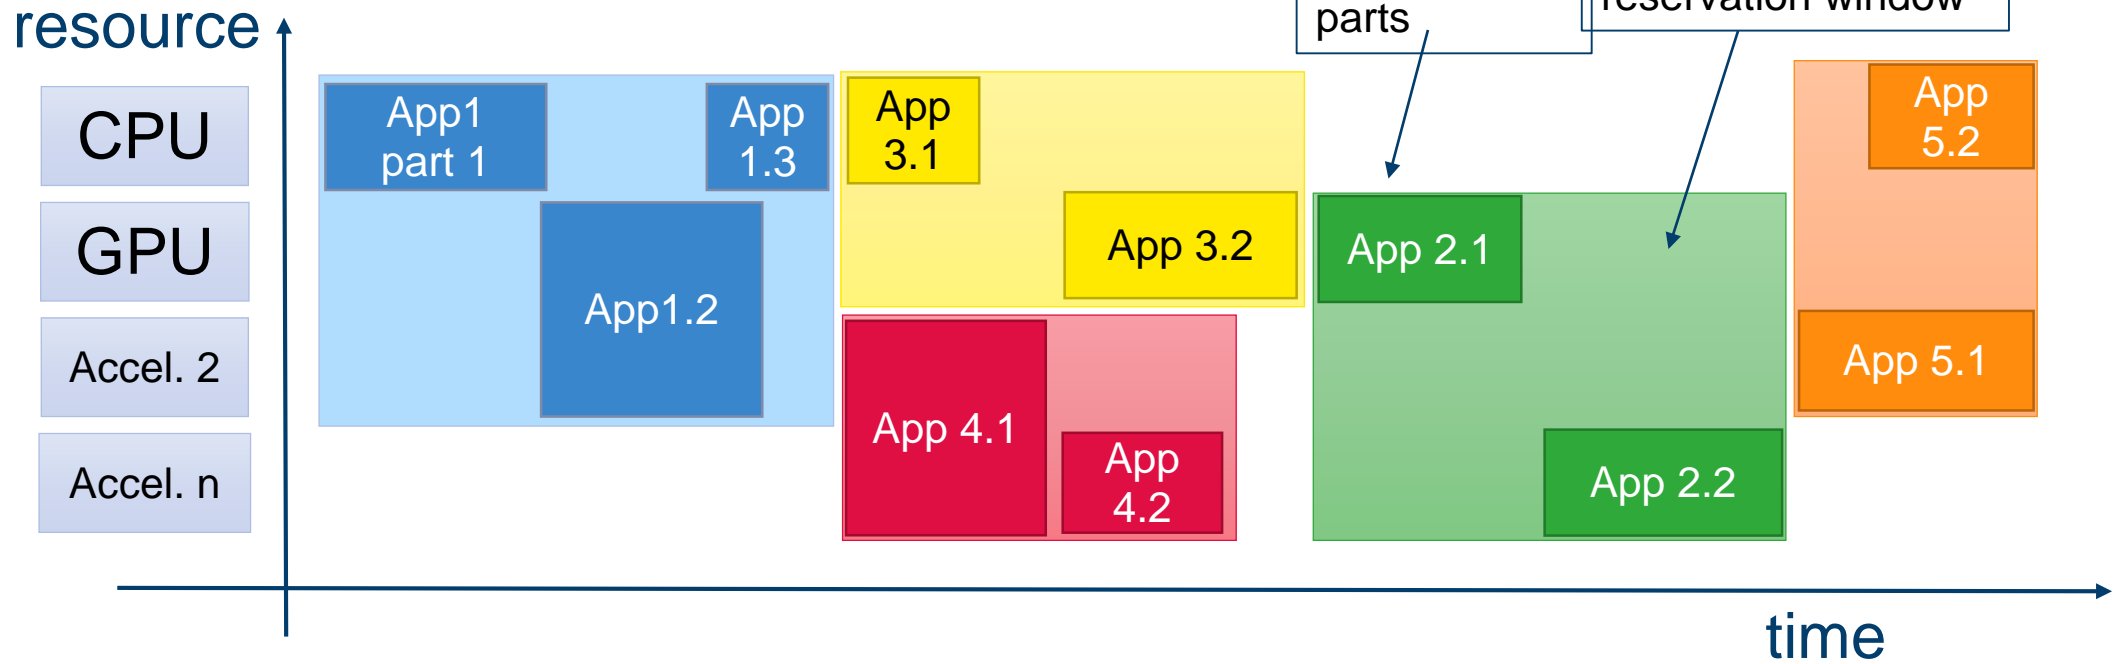 resource
parts
reservation window
CPU
GPU
Accel. 2
Accel. n
App1
part 1
App
1.3
App1.2
App
3.1
App 3.2
App 4.1
App
4.2
App 2.1
App 2.2
App
5.2
App 5.1
time